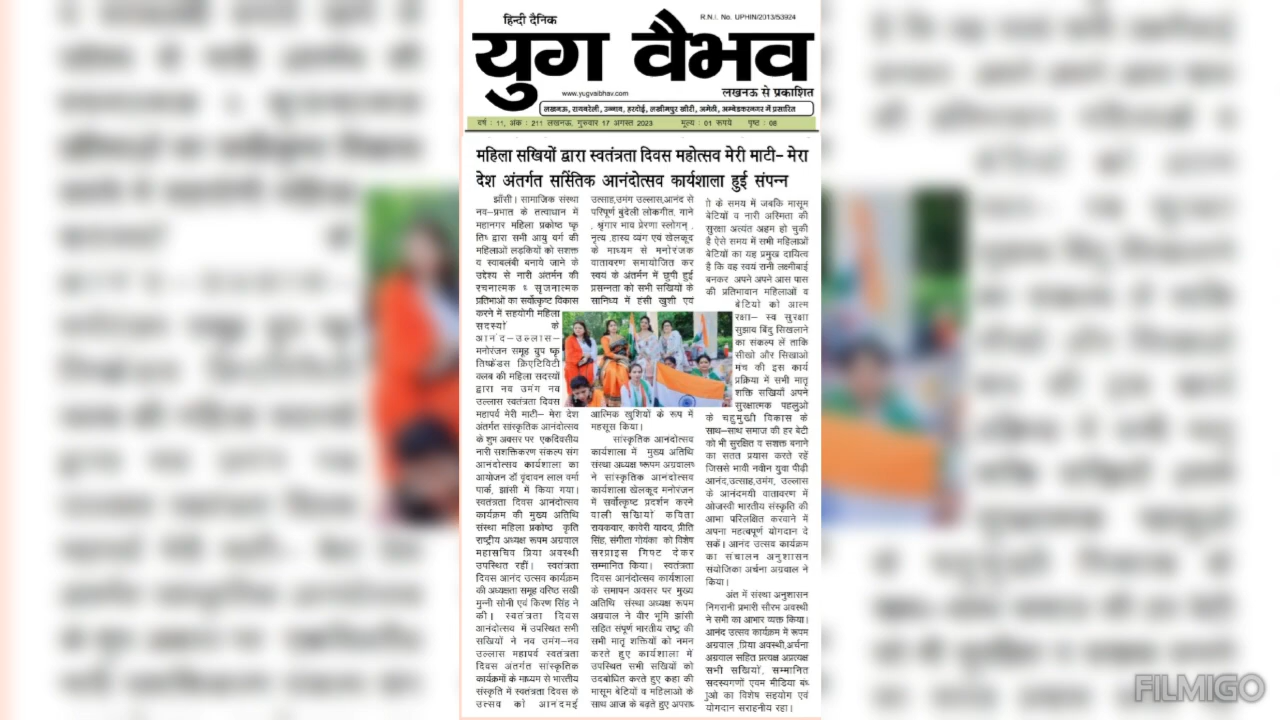 हिन्दी दैनिक
R.N.I. No. UPHIN/2013/53924
युग वैभव
www.yugvaibhav.com
लखनऊ से प्रकाशित
लखनऊ, रायबरेली, उन्नाव, हरदोई, लखीमपुर खीरी, अमेठी, अम्बेडकरनगर में प्रसारित
वर्ष : 11, अंक : 211 लखनऊ, गुरुवार 17 अगस्त 2023 मूल्य : 01 रूपये पृष्ठ : 08
महिला सखियों द्वारा स्वतंत्रता दिवस महोत्सव मेरी माटी- मेरा
देश अंतर्गत सर्सितिक आनंदोत्सव कार्यशाला हुई संपन्न
झाँसी। सामाजिक संस्था
नव-प्रभात के तत्वाधान में
महानगर महिला प्रकोष्ठ ष्कृ
तिष् द्वारा सभी आयु वर्ग की
महिलाओं लड़कियों को सशक्त
व स्वाबलंबी बनाये जाने के
उद्देश्य से नारी अंतर्मन की
रचनात्मक ६ सृजनात्मक
प्रतिभाओं का सर्वोत्कृष्ट विकास
करने में सहयोगी महिला
सदस्यों के
आनंद-उल्लास-
मनोरंजन समूह ग्रुप ष्कृ
तिर्ष्फ्रेंडस क्रिएटिविटी
क्लब की महिला सदस्यों
द्वारा नव उमंग नव
उल्लास स्वतंत्रता दिवस
महापर्व मेरी माटी- मेरा देश
अंतर्गत सांस्कृतिक आनंदोत्सव
के शुभ अवसर पर एकदिवसीय
नारी सशक्तिकरण संकल्प संग
आनंदोत्सव कार्यशाला का
आयोजन डॉ वृंदावन लाल वर्मा
पार्क, झांसी में किया गया।
स्वतंत्रता दिवस आनंदोत्सव
कार्यक्रम की मुख्य अतिथि
संस्था महिला प्रकोष्ठ कृति
राष्ट्रीय अध्यक्ष रूपम अग्रवाल
महासचिव प्रिया अवस्थी
उपस्थित रहीं। स्वतंत्रता
दिवस आनंद उत्सव कार्यक्रम
की अध्यक्षता समूह वरिष्ठ सखी
मुन्नी सोनी एवं किरण सिंह ने
की। स्वतंत्रता दिवस
आनंदोत्सव में उपस्थित सभी
सखियों ने नव उमंग-नव
उल्लास महापर्व स्वतंत्रता
दिवस अंतर्गत सांस्कृतिक
कार्यक्रमों के माध्यम से भारतीय
संस्कृति में स्वतंत्रता दिवस के
उत्सव को आनंदमई
उत्साह,उमंग उल्लास,आनंद से
परिपूर्ण बुंदेली लोकगीत, गाने
, श्रृंगार भाव प्रेरणा स्लोगन ,
नृत्य ,हास्य व्यंग एवं खेलकूद
के माध्यम से मनोरंजक
वातावरण समायोजित कर
स्वयं के अंतर्मन में छुपी हुई
प्रसन्नता को सभी सखियों के
सानिध्य में हंसी खुशी एवं
आत्मिक खुशियों के रूप में
महसूस किया।
सांस्कृतिक आनंदोत्सव
कार्यशाला में मुख्य अतिथि
संस्था अध्यक्ष ष्रूपम अग्रवालष्
ने सांस्कृतिक आनंदोत्सव
कार्यशाला खेलकूद मनोरंजन
में सर्वोत्कृष्ट प्रदर्शन करने
वाली सखियां कविता
रायकवार, कावेरी यादव, प्रीति
सिंह, संगीता गोयंका को विशेष
सरप्राइस गिफ्ट देकर
सम्मानित किया। स्वतंत्रता
दिवस आनंदोत्सव कार्यशाला
के समापन अवसर पर मुख्य
अतिथि संस्था अध्यक्ष रूपम
अग्रवाल ने वीर भूमि झांसी
सहित संपूर्ण भारतीय राष्ट्र की
सभी मातृ शक्तियों को नमन
करते हुए कार्यशाला में
उपस्थित सभी सखियों को
उदबोधित करते हुए कहा की
मासूम बेटियों व महिलाओ के
साथ आज के बढ़ते हुए अपराध
ो के समय में जबकि मासूम
बेटियों व नारी अस्मिता की
सुरक्षा अत्यंत अहम हो चुकी
है ऐसे समय में सभी महिलाओं
बेटियों का यह प्रमुख दायित्व
है कि वह स्वयं रानी लक्ष्मीबाई
बनकर अपने अपने आस पास
की प्रतिभावान महिलाओं व
बेटियो को आत्म
रक्षा- स्व सुरक्षा
सुझाव बिंदु सिखलाने
का संकल्प लें ताकि
सीखो और सिखाओ
मंच की इस कार्य
प्रक्रिया में सभी मातृ
शक्ति सखियाँ अपने
सुरक्षात्मक पहलुओ
के चहुमुखी विकास के
साथ-साथ समाज की हर बेटी
को भी सुरक्षित व सशक्त बनाने
का सतत प्रयास करते रहें
जिससे भावी नवीन युवा पीढ़ी
आनंद,उत्साह,उमंग, उल्लास
के आनंदमयी वातावरण में
ओजस्वी भारतीय संस्कृति की
आभा परिलक्षित करवाने में
अपना महत्वपूर्ण योगदान दे
सकें। आनंद उत्सव कार्यक्रम
का संचालन अनुशासन
संयोजिका अर्चना अग्रवाल ने
किया।
अंत में संस्था अनुशासन
निगरानी प्रभारी सौरभ अवस्थी
ने सभी का आभार व्यक्त किया।
आनंद उत्सव कार्यक्रम में रूपम
अग्रवाल ,प्रिया अवस्थी,अर्चना
अग्रवाल सहित प्रत्यक्ष अप्रत्यक्ष
सभी सखियाँ, सम्मानित
सदस्यगणों एवम मीडिया बंध
ुओ का विशेष सहयोग एवं
योगदान सराहनीय रहा।
FILMIGO